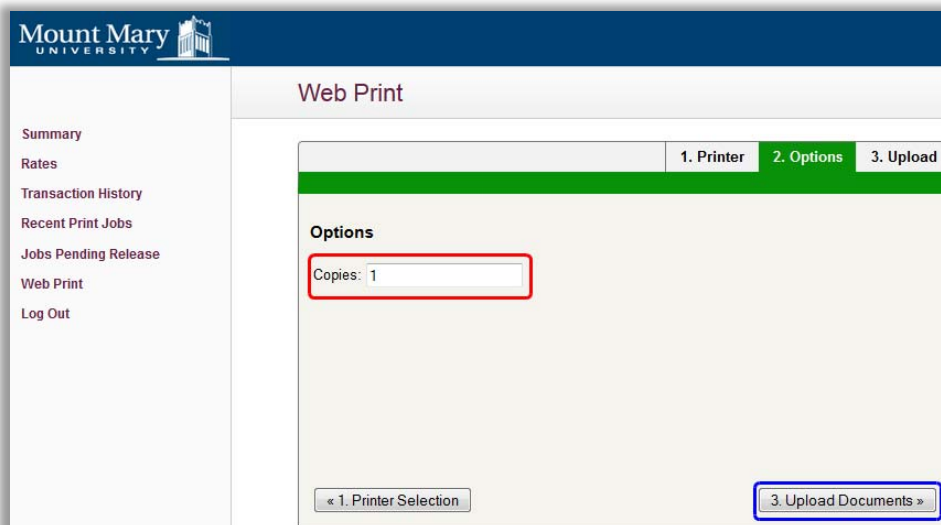 Mount Mary
UNIVERSITY
Web Print
Summary
Rates
Transaction History
Recent Print Jobs
Jobs Pending Release
Web Print
Log Out
1. Printer 2. Options 3. Upload
Options
Copies: 1
« 1. Printer Selection 3. Upload Documents »